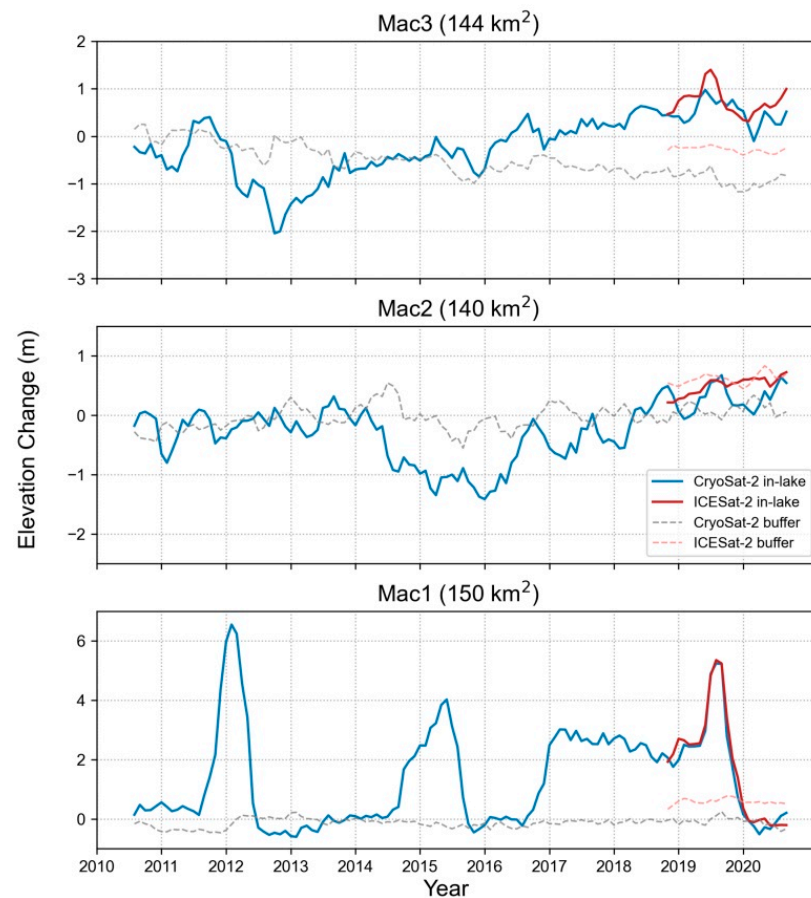 Mac3 (144 km²)
2
1
0
−1
−2
−3
Mac2 (140 km²)
Elevation Change (m)
1
0
−1
−2
CryoSat-2 in-lake
ICESat-2 in-lake
CryoSat-2 buffer
ICESat-2 buffer
Mac1 (150 km²)
6
4
2
0
2010 2011 2012 2013 2014 2015 2016 2017 2018 2019 2020
Year